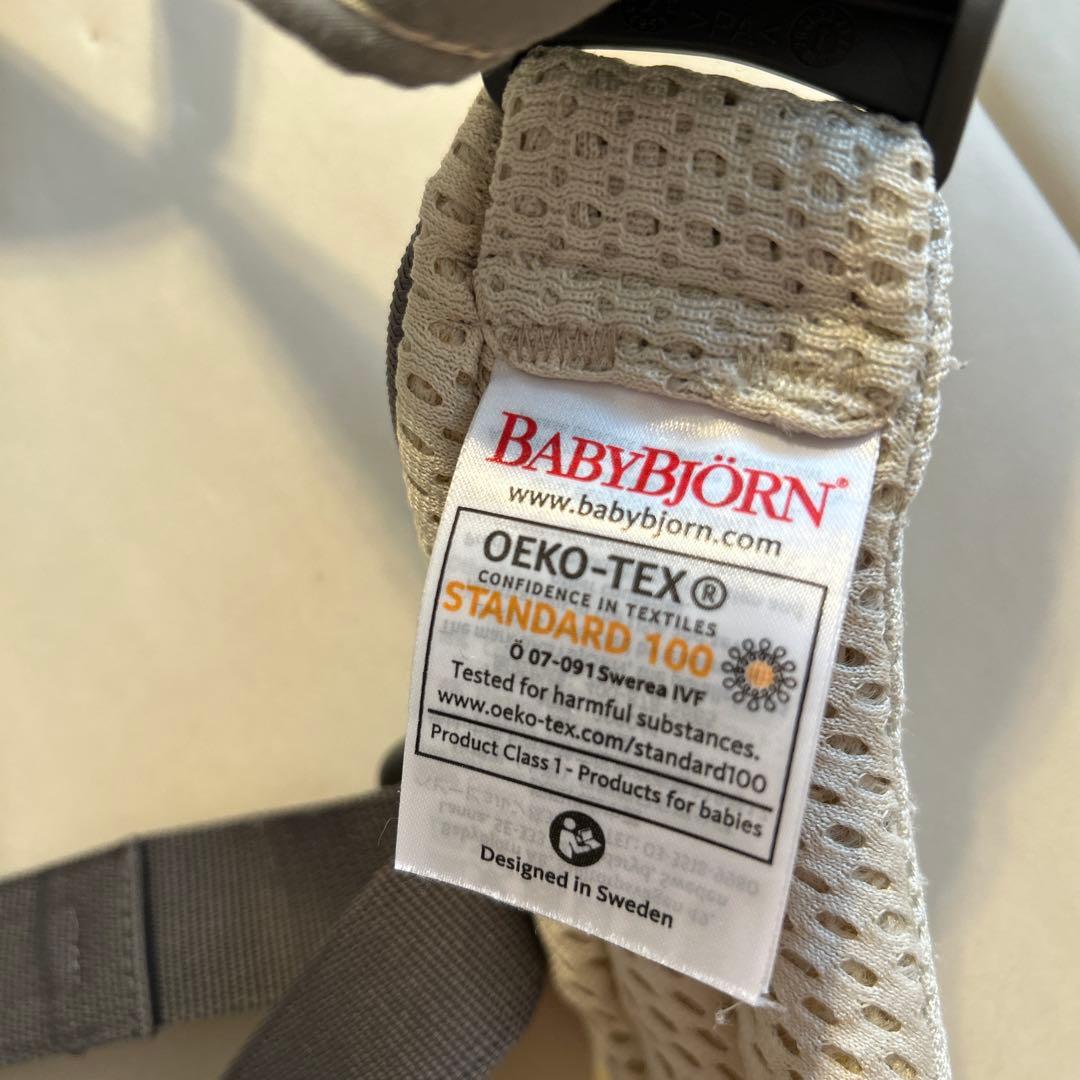 >PA<
BABYBJÖRN®
www.babybjorn.com
OEKO-TEX®
CONFIDENCE IN TEXTILES
STANDARD 100
Ö 07-091 Swerea IVF
Tested for harmful substances.
www.oeko-tex.com/standard100
Product Class 1 - Products for babies
Designed in Sweden